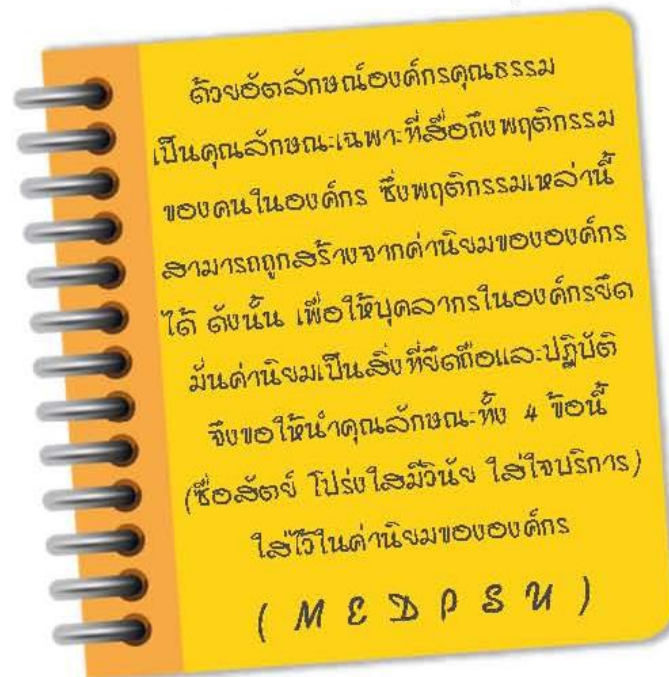 ด้วยอัตลักษณ์องค์กรคุณธรรม
เป็นคุณลักษณะเฉพาะที่สื่อถึงพฤติกรรม
ของคนในองค์กร ซึ่งพฤติกรรมเหล่านี้
สามารถถูกสร้างจากค่านิยมขององค์กร
ได้ ดังนั้น เพื่อให้บุคลากรในองค์กรยึด
มั่นค่านิยมเป็นสิ่งที่ยึดถือและปฏิบัติ
จึงขอให้นำคุณลักษณะทั้ง 4 ข้อนี้
(ซื่อสัตย์ โปร่งใสมีวินัย ใส่ใจบริการ)
ใส่ไว้ในค่านิยมขององค์กร
( M E D P S U )